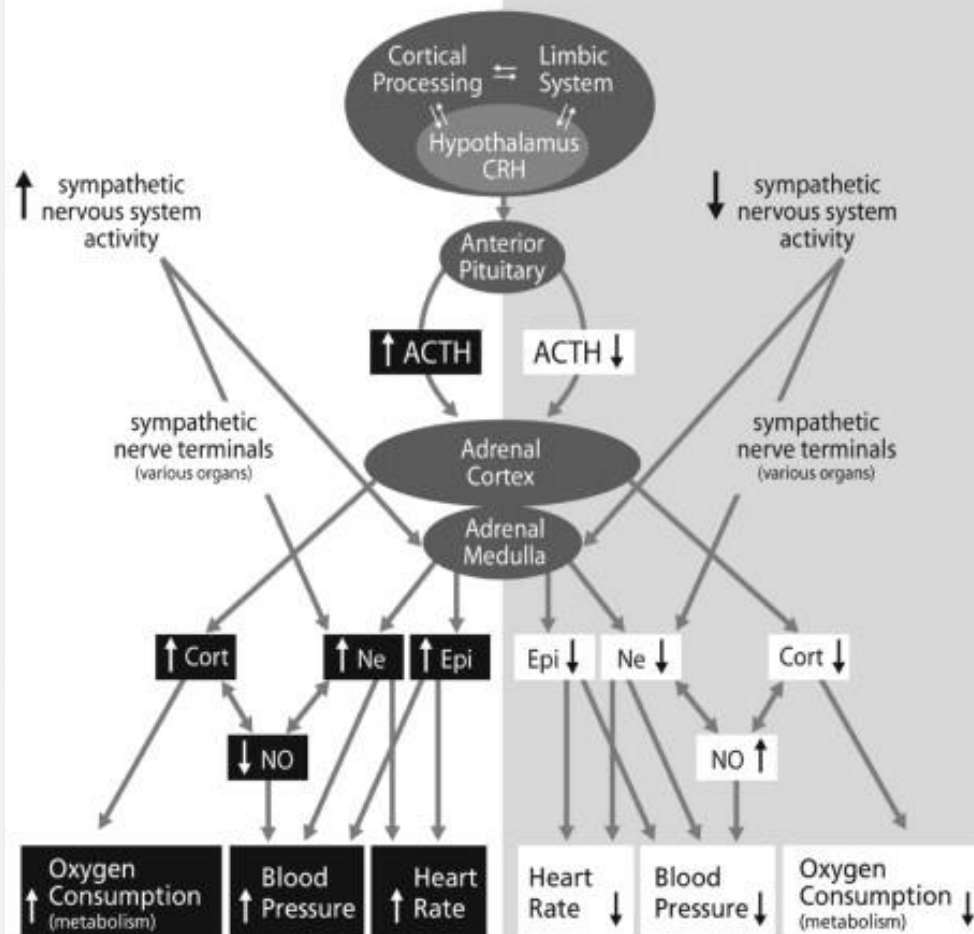 Cortical
Processing
⇆
Limbic
System
Hypothalamus
CRH
↑ sympathetic
nervous system
activity
↓ sympathetic
nervous system
activity
Anterior
Pituitary
↑ ACTH
ACTH ↓
sympathetic
nerve terminals
(various organs)
sympathetic
nerve terminals
(various organs)
Adrenal
Cortex
Adrenal
Medulla
↑ Cort
↑ Ne
↑ Epi
Epi ↓
Ne ↓
Cort ↓
↓ NO
NO ↑
↑ Oxygen
Consumption
(metabolism)
↑ Blood
Pressure
↑ Heart
Rate
Heart
Rate ↓
Blood
Pressure ↓
Oxygen
Consumption ↓
(metabolism)